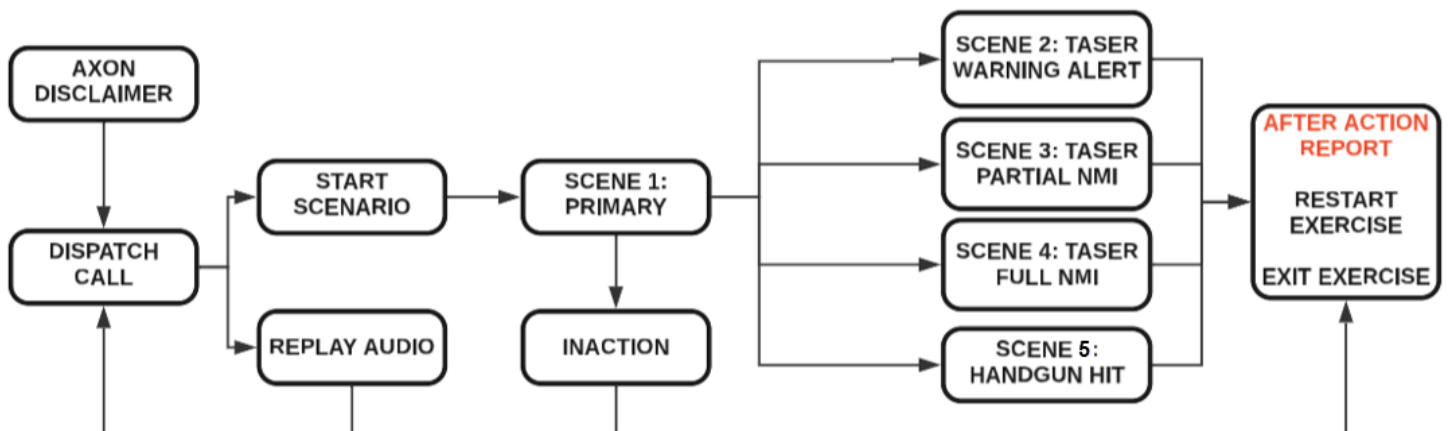 AXON
DISCLAIMER
DISPATCH
CALL
START
SCENARIO
REPLAY AUDIO
SCENE 1:
PRIMARY
INACTION
SCENE 2: TASER
WARNING ALERT
SCENE 3: TASER
PARTIAL NMI
SCENE 4: TASER
FULL NMI
SCENE 5:
HANDGUN HIT
AFTER ACTION
REPORT
RESTART
EXERCISE
EXIT EXERCISE